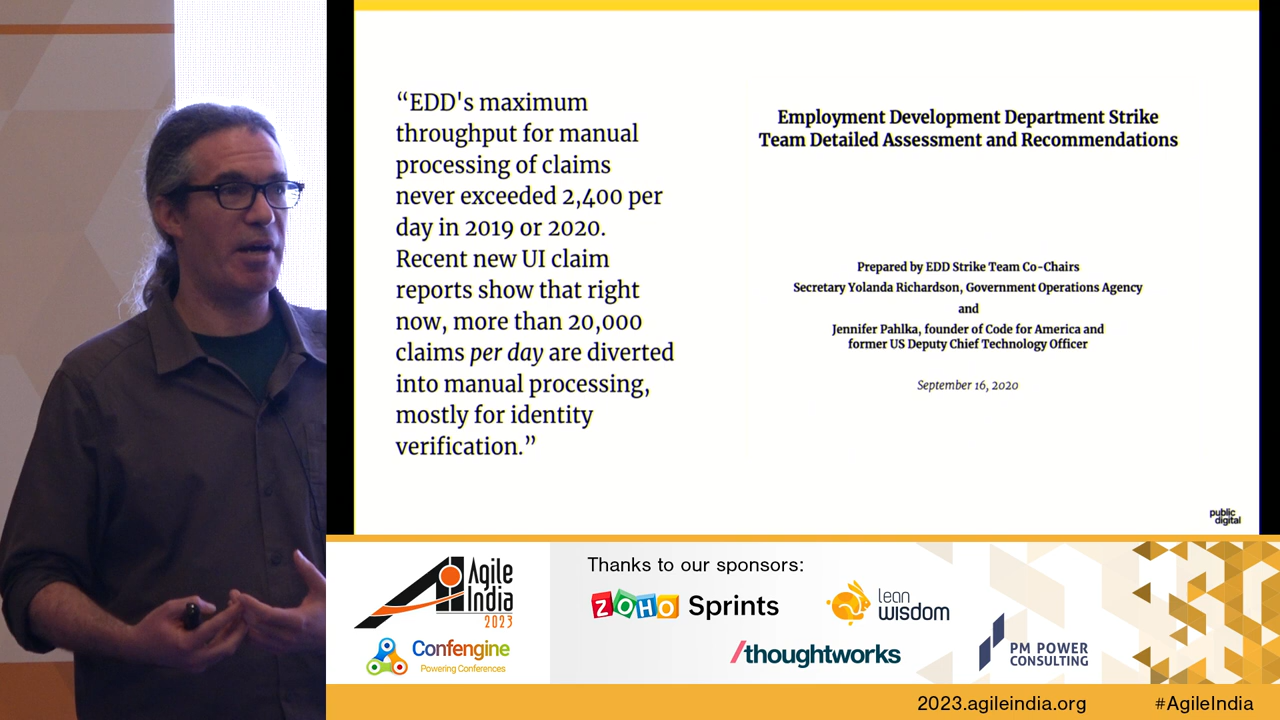 “EDD's maximum
throughput for manual
processing of claims
never exceeded 2,400 per
day in 2019 or 2020.
Recent new UI claim
reports show that right
now, more than 20,000
claims per day are diverted
into manual processing,
mostly for identity
verification.”
Employment Development Department Strike
Team Detailed Assessment and Recommendations
Prepared by EDD Strike Team Co-Chairs
Secretary Yolanda Richardson, Government Operations Agency
and
Jennifer Pahlka, founder of Code for America and
former US Deputy Chief Technology Officer
September 16, 2020
public
digital
Agile
India
2023
Confengine
Powering Conferences
Thanks to our sponsors:
ZOHO Sprints
lean
wisdom
/thoughtworks
PM POWER
CONSULTING
2023.agileindia.org
#AgileIndia